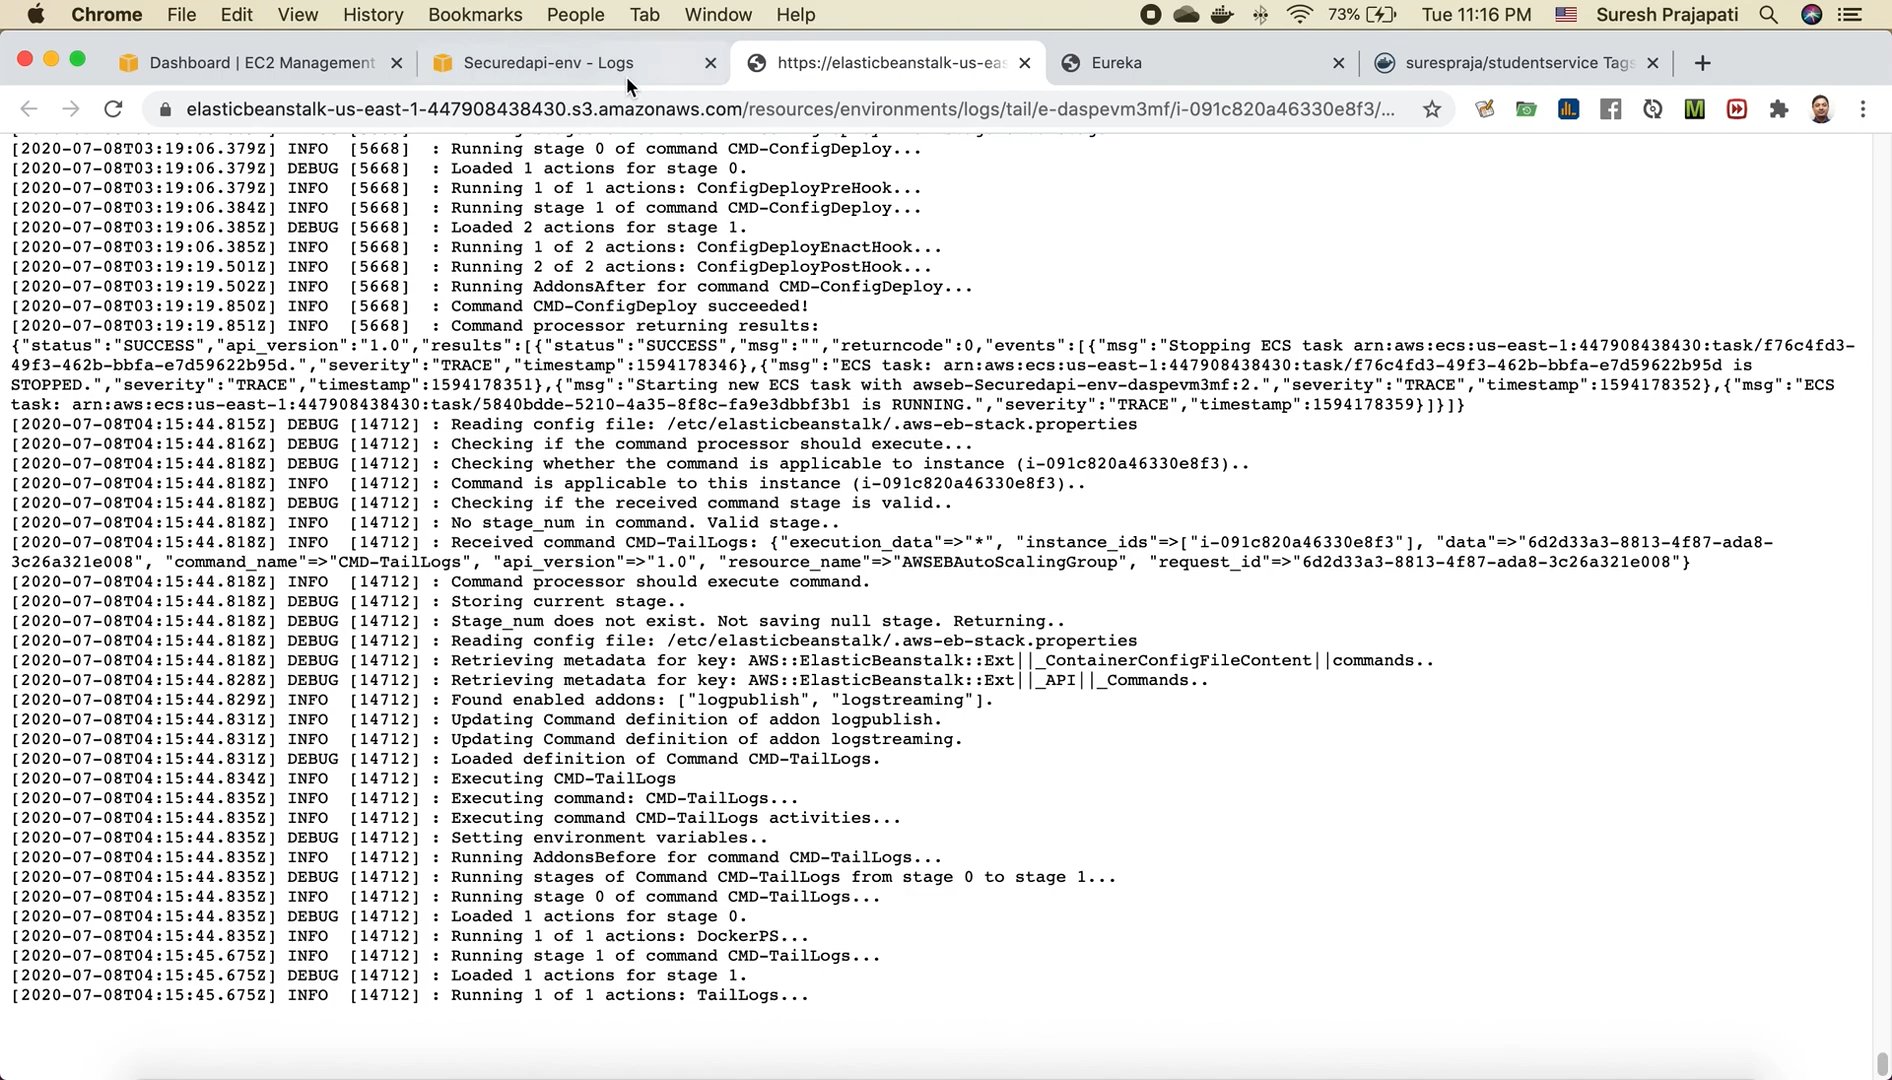 Chrome File Edit View History Bookmarks People Tab Window Help 73% Tue 11:16 PM Suresh Prajapati
Dashboard | EC2 Management Securedapi-env - Logs https://elasticbeanstalk-us-eas Eureka surespraja/studentservice Tags
elasticbeanstalk-us-east-1-447908438430.s3.amazonaws.com/resources/environments/logs/tail/e-daspevm3mf/i-091c820a46330e8f3/...
[2020-07-08T03:19:06.379Z] INFO [5668] : Running stage 0 of command CMD-ConfigDeploy...
[2020-07-08T03:19:06.379Z] DEBUG [5668] : Loaded 1 actions for stage 0.
[2020-07-08T03:19:06.379Z] INFO [5668] : Running 1 of 1 actions: ConfigDeployPreHook...
[2020-07-08T03:19:06.384Z] INFO [5668] : Running stage 1 of command CMD-ConfigDeploy...
[2020-07-08T03:19:06.385Z] DEBUG [5668] : Loaded 2 actions for stage 1.
[2020-07-08T03:19:06.385Z] INFO [5668] : Running 1 of 2 actions: ConfigDeployEnactHook...
[2020-07-08T03:19:19.501Z] INFO [5668] : Running 2 of 2 actions: ConfigDeployPostHook...
[2020-07-08T03:19:19.502Z] INFO [5668] : Running AddonsAfter for command CMD-ConfigDeploy...
[2020-07-08T03:19:19.850Z] INFO [5668] : Command CMD-ConfigDeploy succeeded!
[2020-07-08T03:19:19.851Z] INFO [5668] : Command processor returning results:
{"status":"SUCCESS","api_version":"1.0","results":[{"status":"SUCCESS","msg":"","returncode":0,"events":[{"msg":"Stopping ECS task arn:aws:ecs:us-east-1:447908438430:task/f76c4fd3-
49f3-462b-bbfa-e7d59622b95d.","severity":"TRACE","timestamp":1594178346},{"msg":"ECS task: arn:aws:ecs:us-east-1:447908438430:task/f76c4fd3-49f3-462b-bbfa-e7d59622b95d is
STOPPED.","severity":"TRACE","timestamp":1594178351},{"msg":"Starting new ECS task with awseb-Securedapi-env-daspevm3mf:2.","severity":"TRACE","timestamp":1594178352},{"msg":"ECS
task: arn:aws:ecs:us-east-1:447908438430:task/5840bdde-5210-4a35-8f8c-fa9e3dbbf3b1 is RUNNING.","severity":"TRACE","timestamp":1594178359}]}]}
[2020-07-08T04:15:44.815Z] DEBUG [14712] : Reading config file: /etc/elasticbeanstalk/.aws-eb-stack.properties
[2020-07-08T04:15:44.816Z] DEBUG [14712] : Checking if the command processor should execute...
[2020-07-08T04:15:44.818Z] DEBUG [14712] : Checking whether the command is applicable to instance (i-091c820a46330e8f3)..
[2020-07-08T04:15:44.818Z] INFO [14712] : Command is applicable to this instance (i-091c820a46330e8f3)..
[2020-07-08T04:15:44.818Z] DEBUG [14712] : Checking if the received command stage is valid..
[2020-07-08T04:15:44.818Z] INFO [14712] : No stage_num in command. Valid stage..
[2020-07-08T04:15:44.818Z] INFO [14712] : Received command CMD-TailLogs: {"execution_data"=>"*", "instance_ids"=>["i-091c820a46330e8f3"], "data"=>"6d2d33a3-8813-4f87-ada8-
3c26a321e008", "command_name"=>"CMD-TailLogs", "api_version"=>"1.0", "resource_name"=>"AWSEBAutoScalingGroup", "request_id"=>"6d2d33a3-8813-4f87-ada8-3c26a321e008"}
[2020-07-08T04:15:44.818Z] INFO [14712] : Command processor should execute command.
[2020-07-08T04:15:44.818Z] DEBUG [14712] : Storing current stage..
[2020-07-08T04:15:44.818Z] DEBUG [14712] : Stage_num does not exist. Not saving null stage. Returning..
[2020-07-08T04:15:44.818Z] DEBUG [14712] : Reading config file: /etc/elasticbeanstalk/.aws-eb-stack.properties
[2020-07-08T04:15:44.818Z] DEBUG [14712] : Retrieving metadata for key: AWS::ElasticBeanstalk::Ext||_ContainerConfigFileContent||commands..
[2020-07-08T04:15:44.828Z] DEBUG [14712] : Retrieving metadata for key: AWS::ElasticBeanstalk::Ext||_API||_Commands..
[2020-07-08T04:15:44.829Z] INFO [14712] : Found enabled addons: ["logpublish", "logstreaming"].
[2020-07-08T04:15:44.831Z] INFO [14712] : Updating Command definition of addon logpublish.
[2020-07-08T04:15:44.831Z] INFO [14712] : Updating Command definition of addon logstreaming.
[2020-07-08T04:15:44.831Z] DEBUG [14712] : Loaded definition of Command CMD-TailLogs.
[2020-07-08T04:15:44.834Z] INFO [14712] : Executing CMD-TailLogs
[2020-07-08T04:15:44.835Z] INFO [14712] : Executing command: CMD-TailLogs...
[2020-07-08T04:15:44.835Z] INFO [14712] : Executing command CMD-TailLogs activities...
[2020-07-08T04:15:44.835Z] DEBUG [14712] : Setting environment variables..
[2020-07-08T04:15:44.835Z] INFO [14712] : Running AddonsBefore for command CMD-TailLogs...
[2020-07-08T04:15:44.835Z] DEBUG [14712] : Running stages of Command CMD-TailLogs from stage 0 to stage 1...
[2020-07-08T04:15:44.835Z] INFO [14712] : Running stage 0 of command CMD-TailLogs...
[2020-07-08T04:15:44.835Z] DEBUG [14712] : Loaded 1 actions for stage 0.
[2020-07-08T04:15:44.835Z] INFO [14712] : Running 1 of 1 actions: DockerPS...
[2020-07-08T04:15:45.675Z] INFO [14712] : Running stage 1 of command CMD-TailLogs...
[2020-07-08T04:15:45.675Z] DEBUG [14712] : Loaded 1 actions for stage 1.
[2020-07-08T04:15:45.675Z] INFO [14712] : Running 1 of 1 actions: TailLogs...